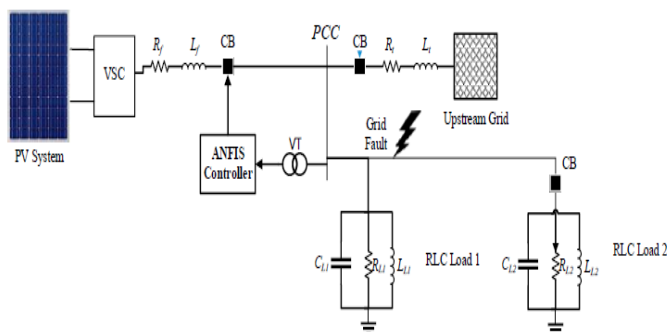 PV System
VSC
R_f
L_f
CB
PCC
CB
R_t
L_t
Upstream Grid
ANFIS
Controller
VT
Grid
Fault
CB
C_L1
R_L1
L_L1
RLC Load 1
C_L2
R_L2
L_L2
RLC Load 2